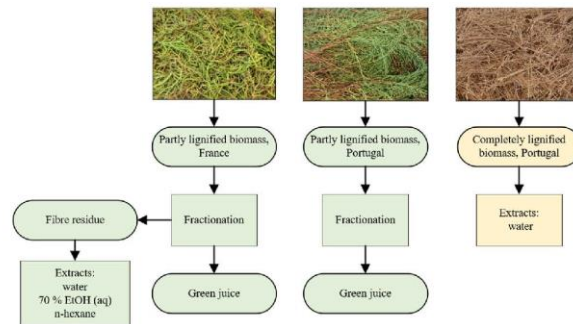 Partly lignified biomass,
France
Partly lignified biomass,
Portugal
Completely lignified
biomass, Portugal
Fibre residue
Fractionation
Fractionation
Extracts:
water
Extracts:
water
70 % EtOH (aq)
n-hexane
Green juice
Green juice